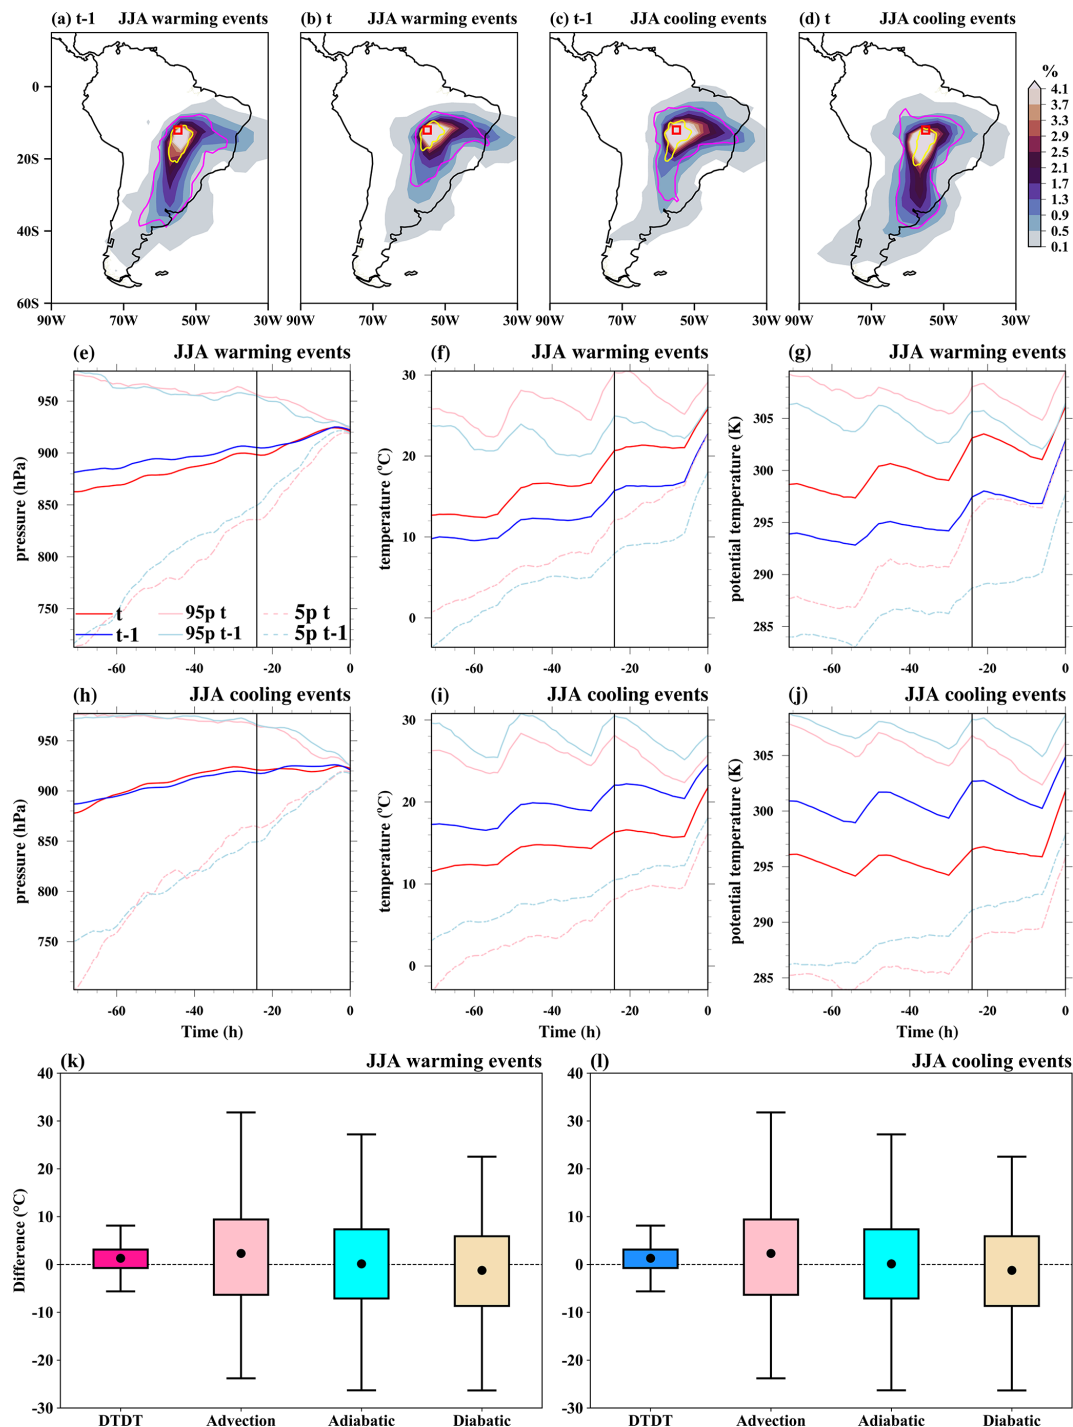 (a) t-1 JJA warming events (b) t JJA warming events (c) t-1 JJA cooling events (d) t JJA cooling events
0
20S
40S
60S
90W 70W 50W 30W 90W 70W 50W 30W 90W 70W 50W 30W 90W 70W 50W 30W
%
4.1
3.7
3.3
2.9
2.5
2.1
1.7
1.3
0.9
0.5
0.1
(e) JJA warming events (f) JJA warming events (g) JJA warming events
pressure (hPa)
950
900
850
800
750
t 95p t 5p t
t-1 95p t-1 5p t-1
-60 -40 -20 0
temperature (°C)
30
20
10
0
-60 -40 -20 0
potential temperature (K)
305
300
295
290
285
-60 -40 -20 0
(h) JJA cooling events (i) JJA cooling events (j) JJA cooling events
pressure (hPa)
950
900
850
800
750
-60 -40 -20 0
Time (h)
temperature (°C)
30
20
10
0
-60 -40 -20 0
Time (h)
potential temperature (K)
305
300
295
290
285
-60 -40 -20 0
Time (h)
(k) JJA warming events (l) JJA cooling events
Difference (°C)
40
30
20
10
0
-10
-20
-30
DTDT Advection Adiabatic Diabatic
40
30
20
10
0
-10
-20
-30
DTDT Advection Adiabatic Diabatic